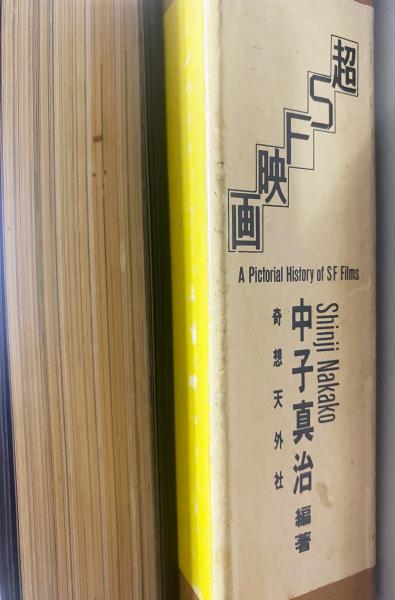 超SF映画
A Pictorial History of SF Films
Shinji Nakako
中子真治 編著
奇想天外社